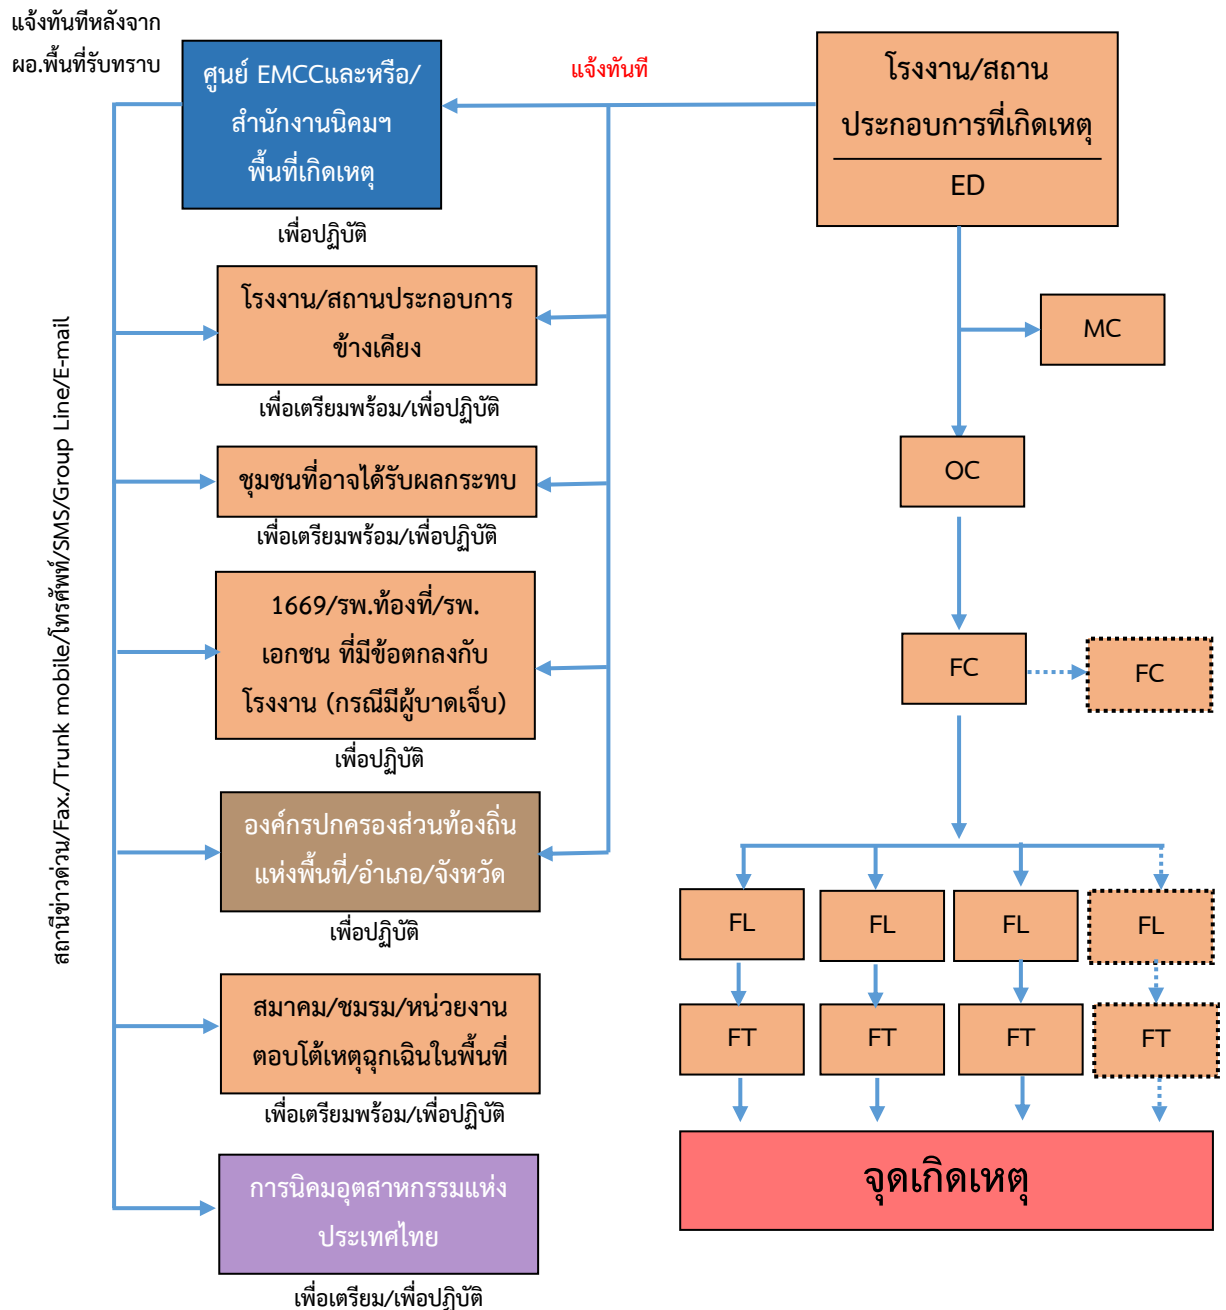 แจ้งทันทีหลังจาก
ผอ.พื้นที่รับทราบ
ศูนย์ EMCCและหรือ/
สำนักงานนิคมฯ
พื้นที่เกิดเหตุ
เพื่อปฏิบัติ
แจ้งทันที
โรงงาน/สถาน
ประกอบการที่เกิดเหตุ
ED
โรงงาน/สถานประกอบการ
ข้างเคียง
เพื่อเตรียมพร้อม/เพื่อปฏิบัติ
ชุมชนที่อาจได้รับผลกระทบ
เพื่อเตรียมพร้อม/เพื่อปฏิบัติ
1669/รพ.ท้องที่/รพ.
เอกชน ที่มีข้อตกลงกับ
โรงงาน (กรณีมีผู้บาดเจ็บ)
เพื่อปฏิบัติ
องค์กรปกครองส่วนท้องถิ่น
แห่งพื้นที่/อำเภอ/จังหวัด
เพื่อปฏิบัติ
สมาคม/ชมรม/หน่วยงาน
ตอบโต้เหตุฉุกเฉินในพื้นที่
เพื่อเตรียมพร้อม/เพื่อปฏิบัติ
การนิคมอุตสาหกรรมแห่ง
ประเทศไทย
เพื่อเตรียม/เพื่อปฏิบัติ
สถานีข่าวด่วน/Fax./Trunk mobile/โทรศัพท์/SMS/Group Line/E-mail
MC
OC
FC
FC
FL
FL
FL
FL
FT
FT
FT
FT
จุดเกิดเหตุ